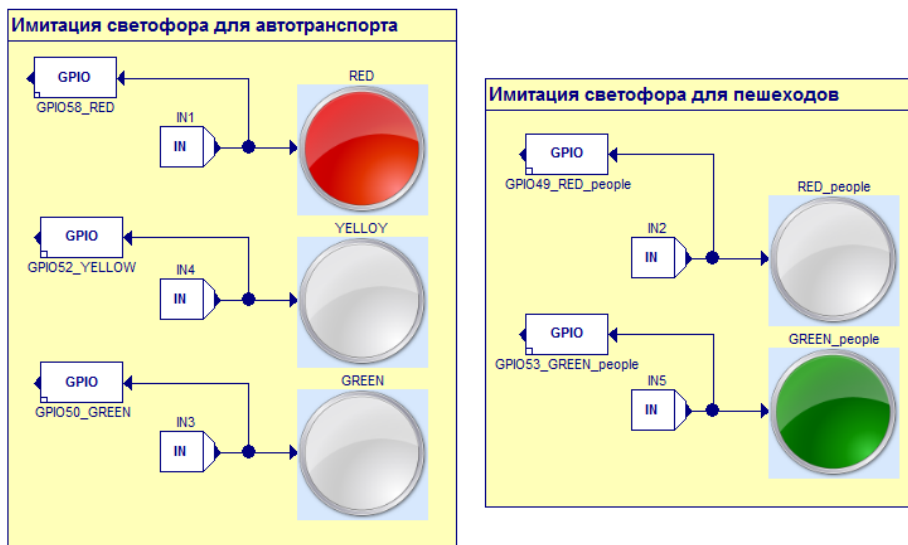 Имитация светофора для автотранспорта
GPIO
GPIO58_RED
IN1
IN
RED
GPIO
GPIO52_YELLOW
IN4
IN
YELLOY
GPIO
GPIO50_GREEN
IN3
IN
GREEN
Имитация светофора для пешеходов
GPIO
GPIO49_RED_people
IN2
IN
RED_people
GPIO
GPIO53_GREEN_people
IN5
IN
GREEN_people